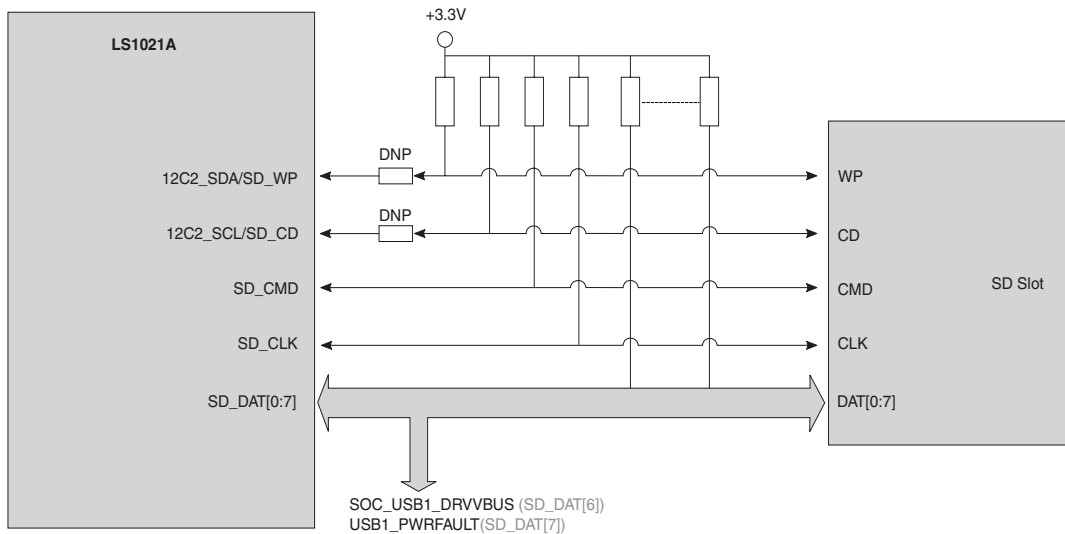 +3.3V
LS1021A
DNP
12C2_SDA/SD_WP
WP
DNP
12C2_SCL/SD_CD
CD
SD_CMD
CMD
SD Slot
SD_CLK
CLK
SD_DAT[0:7]
DAT[0:7]
SOC_USB1_DRVVBUS (SD_DAT[6])
USB1_PWRFAULT(SD_DAT[7])